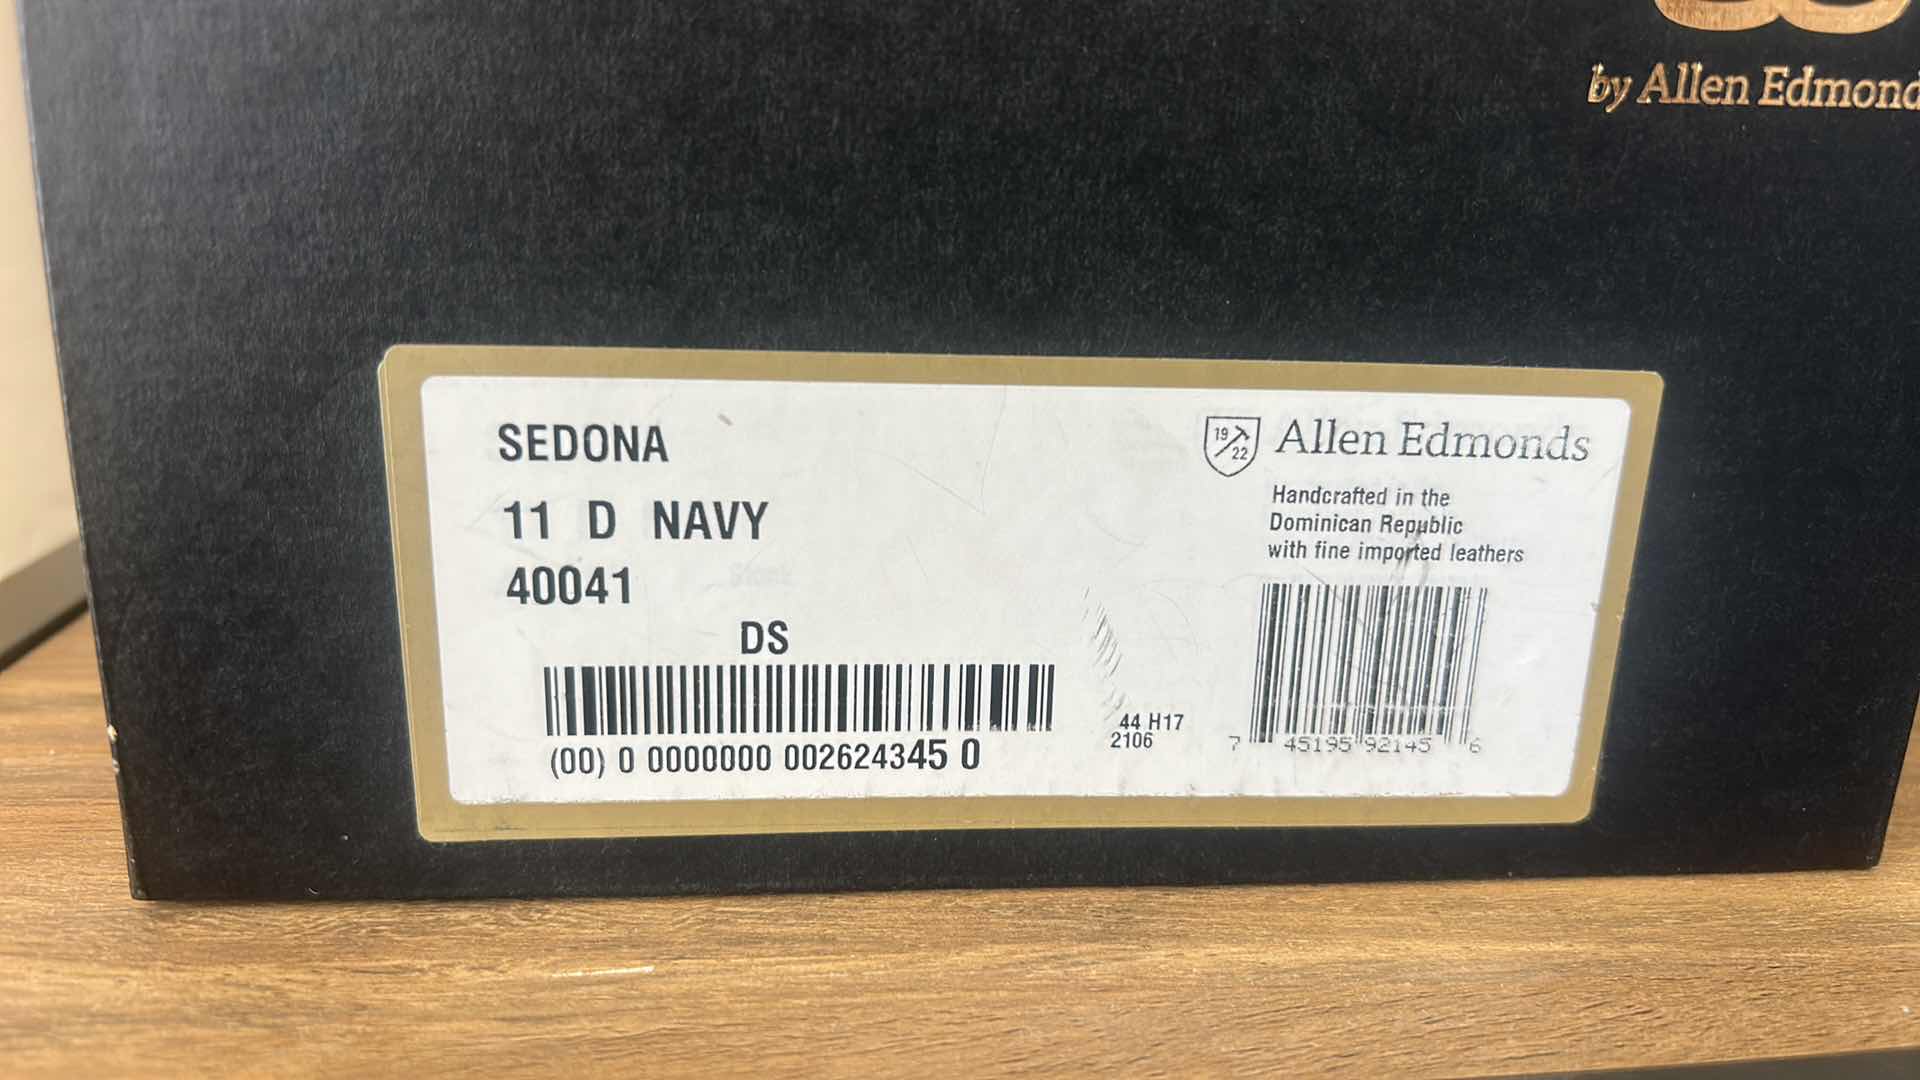 by Allen Edmond
SEDONA
11 D NAVY
40041
DS
(00) 0 0000000 002624345 0
19 22
Allen Edmonds
Handcrafted in the
Dominican Republic
with fine imported leathers
44 H17
2106
7 45195 92145 6